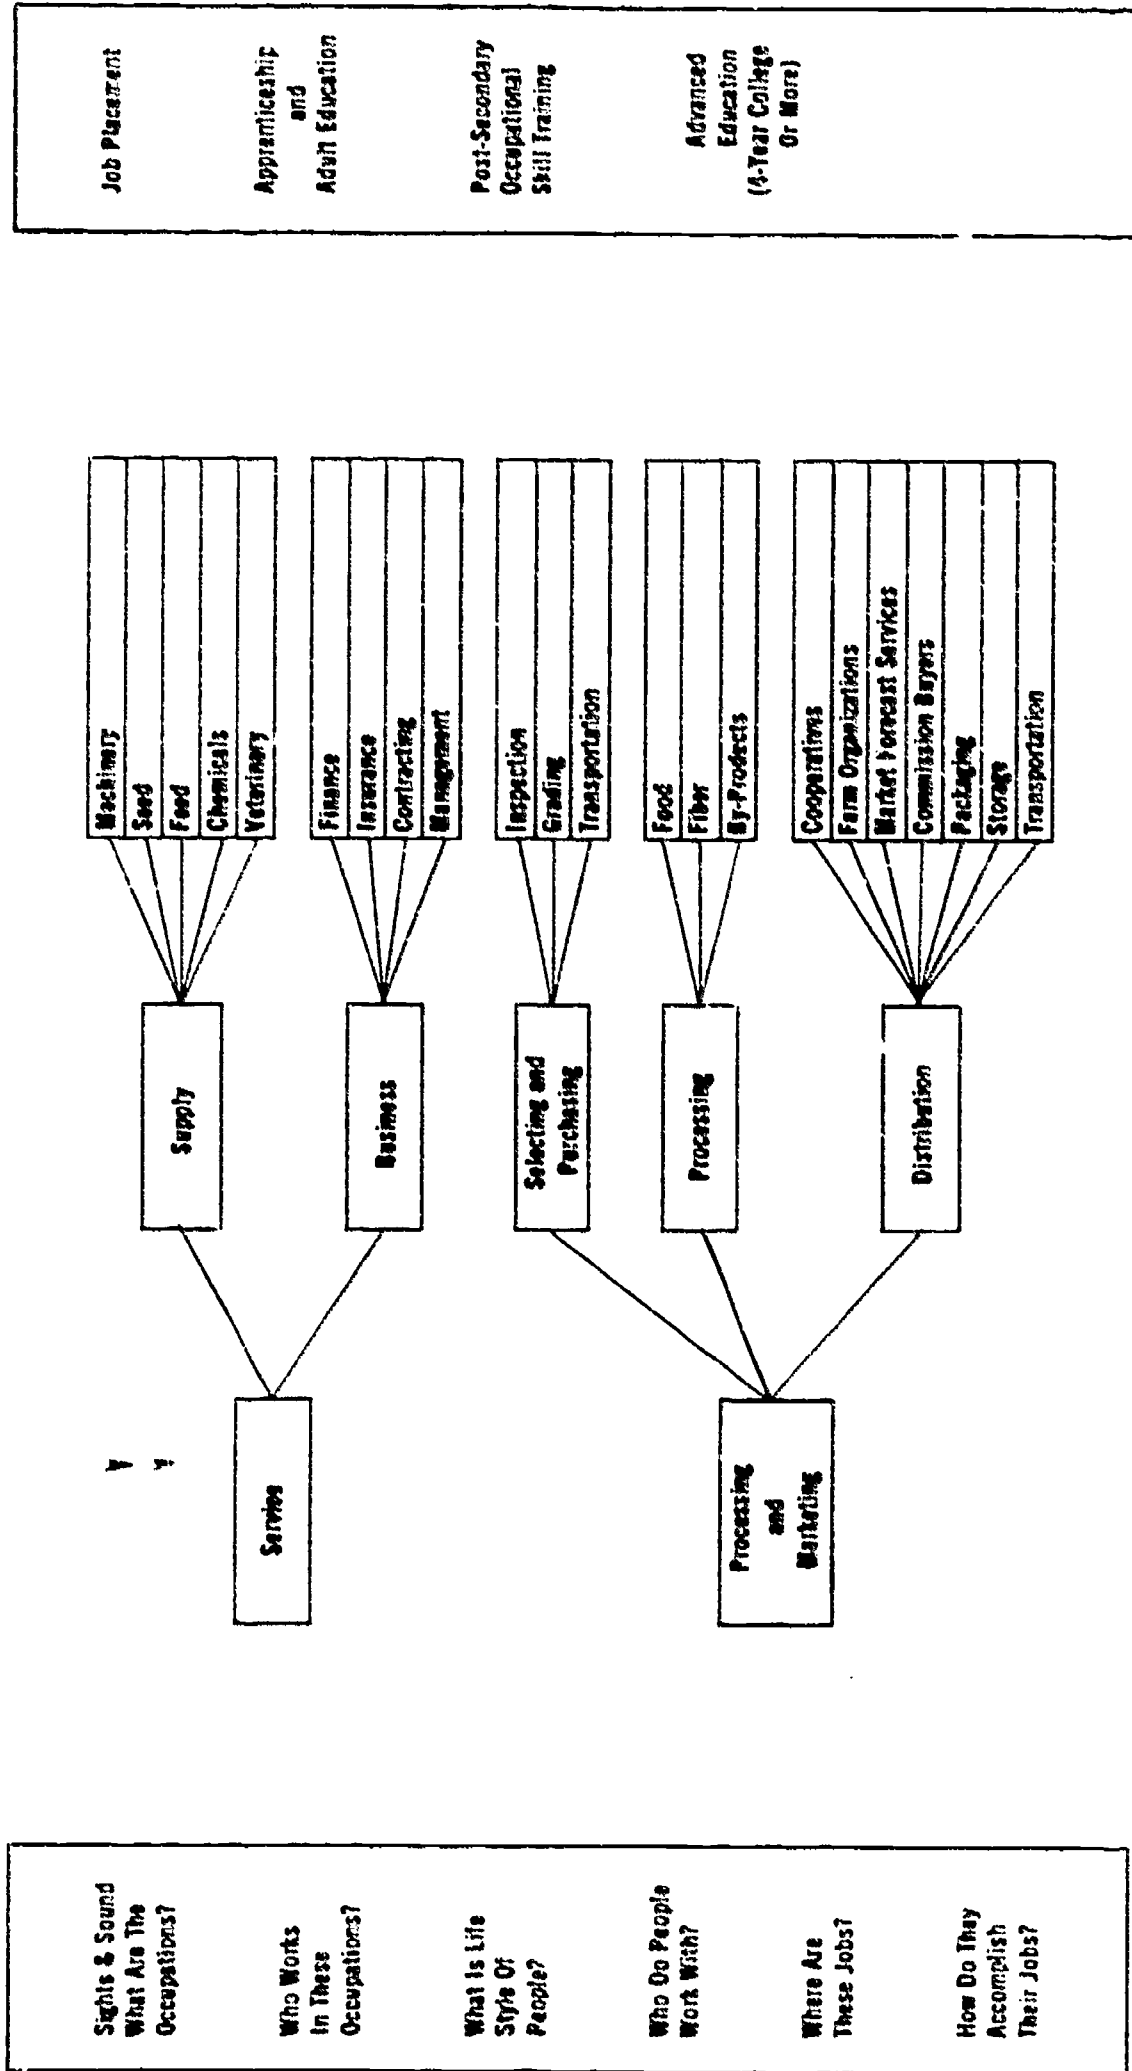 Sights & Sound
What Are The
Occupations?
Who Works
In These
Occupations?
What Is Life
Style Of
People?
Who Do People
Work With?
Where Are
These Jobs?
How Do They
Accomplish
Their Jobs?
Service
Processing
and
Marketing
Supply
Business
Selecting and
Purchasing
Processing
Distribution
Machinery
Seed
Feed
Chemicals
Veterinary
Finance
Insurance
Contracting
Management
Inspection
Grading
Transportation
Food
Fiber
By-Products
Cooperatives
Farm Organizations
Market Forecast Services
Commission Buyers
Packaging
Storage
Transportation
Job Placement
Apprenticeship
and
Adult Education
Post-Secondary
Occupational
Skill Training
Advanced
Education
(4-Year College
Or More)